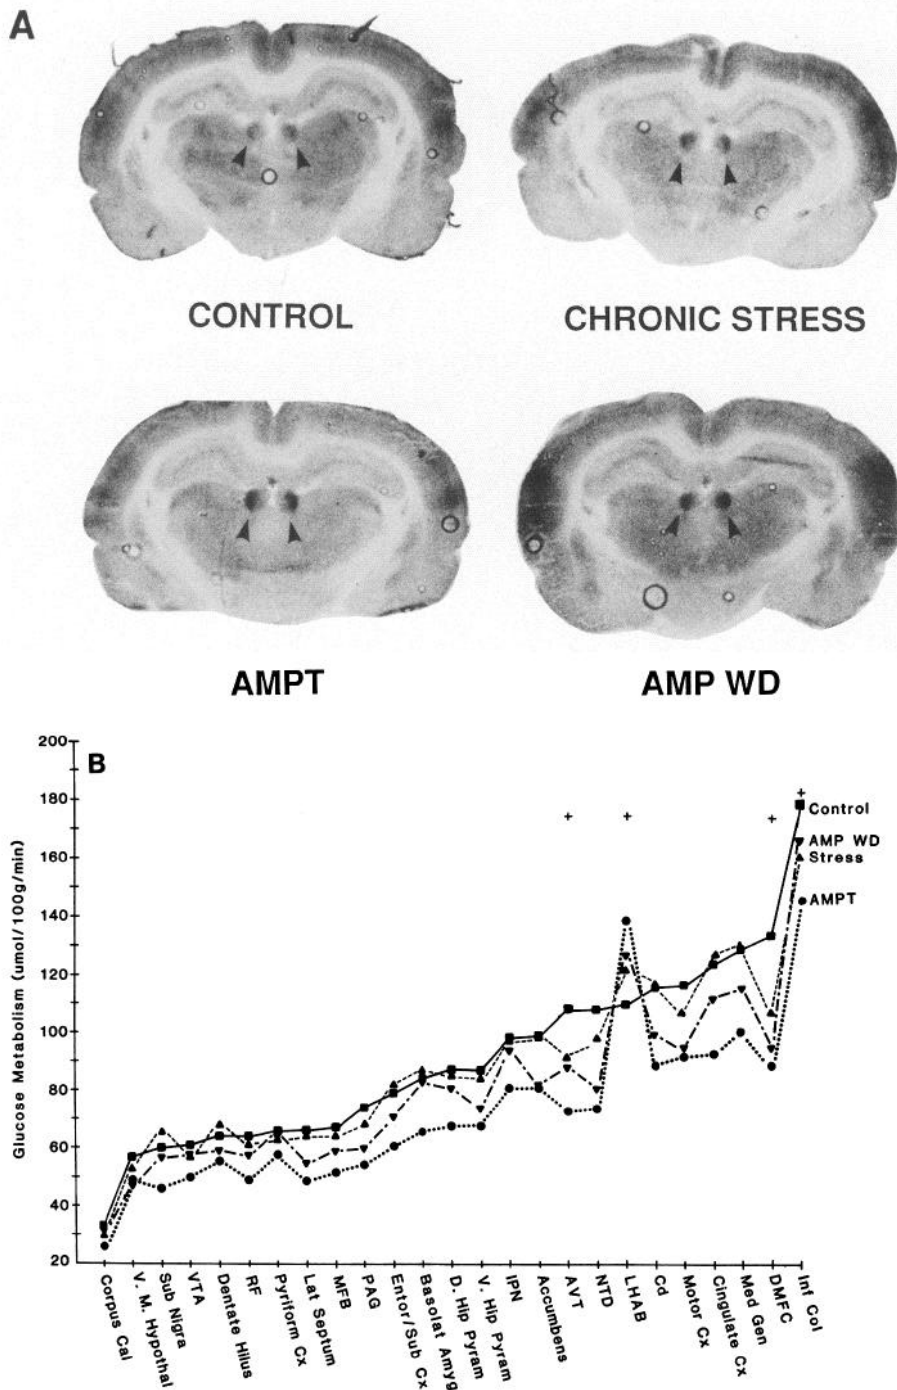 A
CONTROL
CHRONIC STRESS
AMPT
AMP WD
B
Glucose Metabolism (umol/100g/min)
200
180
160
140
120
100
80
60
40
20
+
+
+
+
Control
AMP WD
Stress
AMPT
Corpus Cal
V. M. Hypothal
Sub Nigra
VTA
Dentate Hilus
RF
Pyriform Cx
Lat Septum
MFB
PAG
Entor/Sub Cx
Basolat Amyg
D. Hip Pyram
V. Hip Pyram
IPN
Accumbens
AVT
NTD
LHAB
Cd
Motor Cx
Cingulate Cx
Med Gen
DMFC
Inf Col